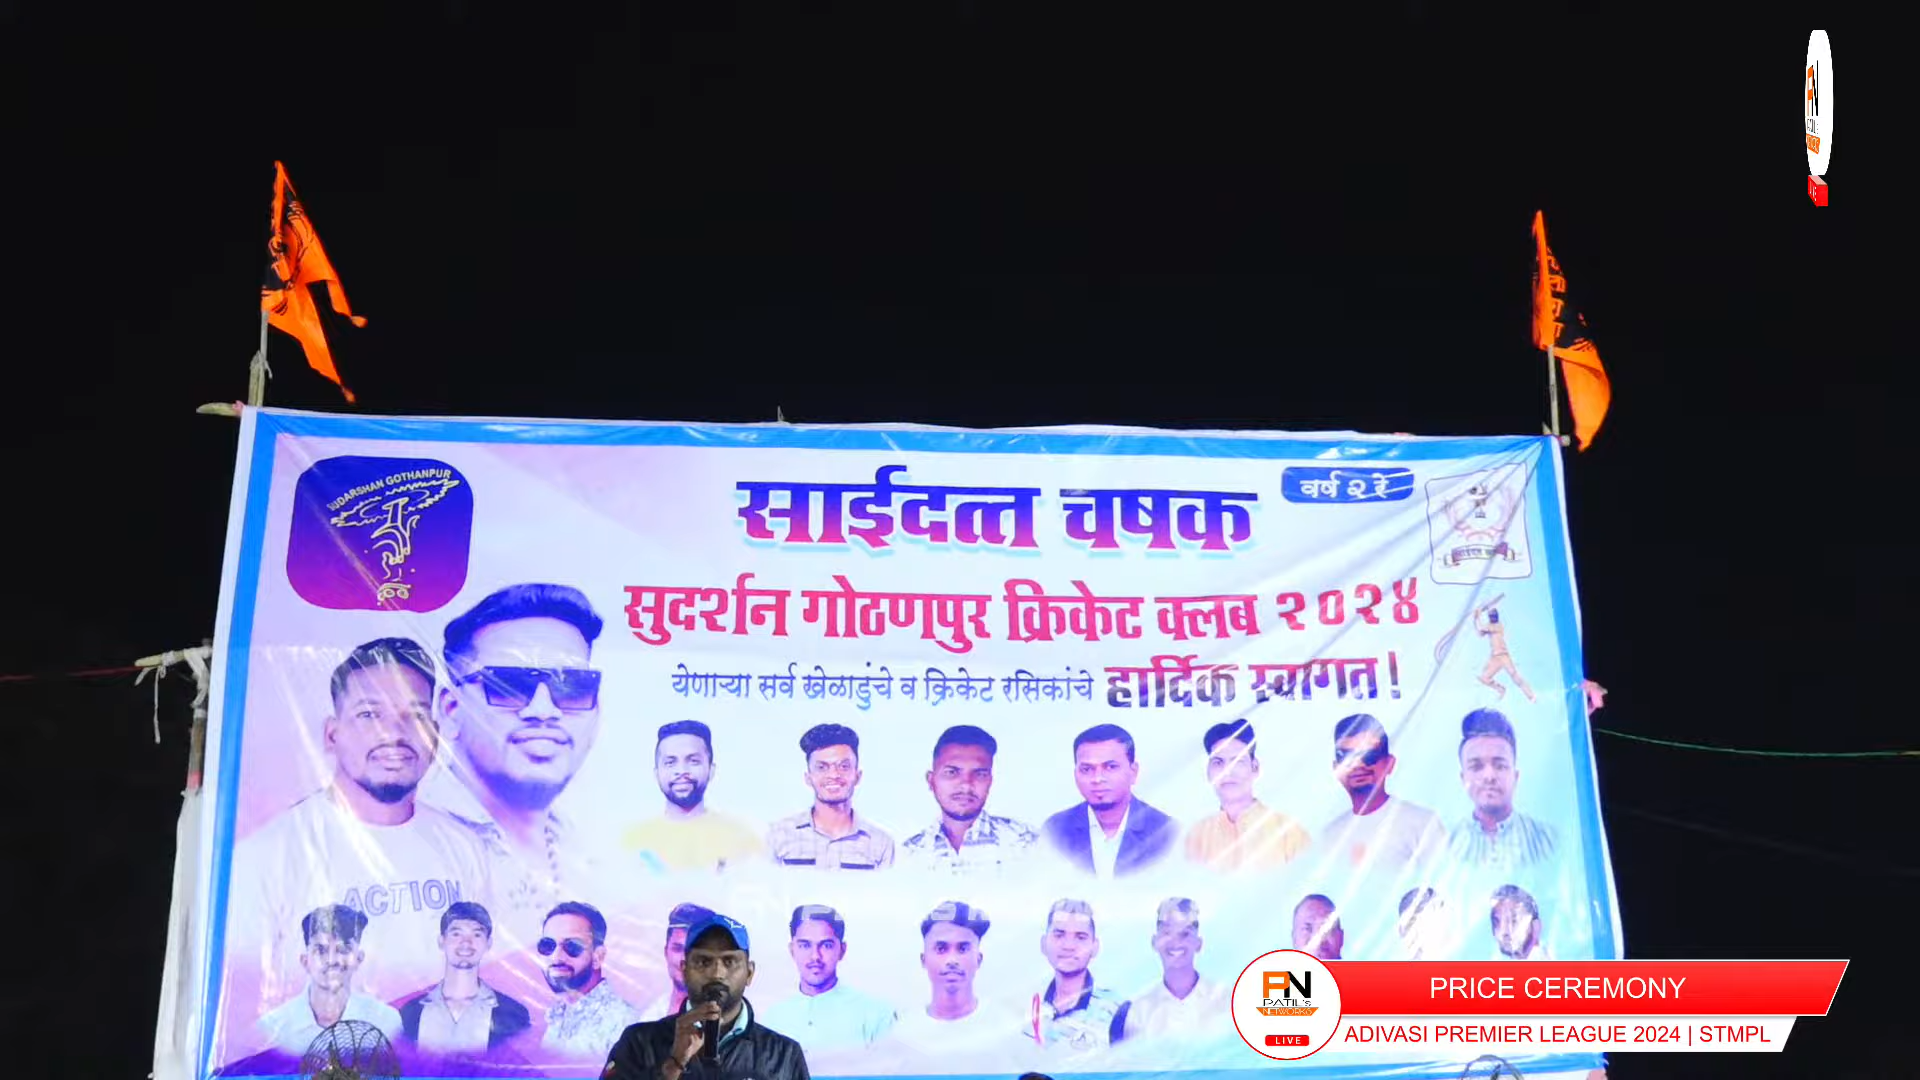 SUDARSHAN GOTHANPUR
साईदत्त चषक
वर्ष २ रे
सुदर्शन गोठणपुर क्रिकेट क्लब २०२४
येणाऱ्या सर्व खेळाडुंचे व क्रिकेट रसिकांचे हार्दिक स्वागत!
ACTION
PN
PATIL's
NETWORKS
LIVE
PRICE CEREMONY
ADIVASI PREMIER LEAGUE 2024 | STMPL